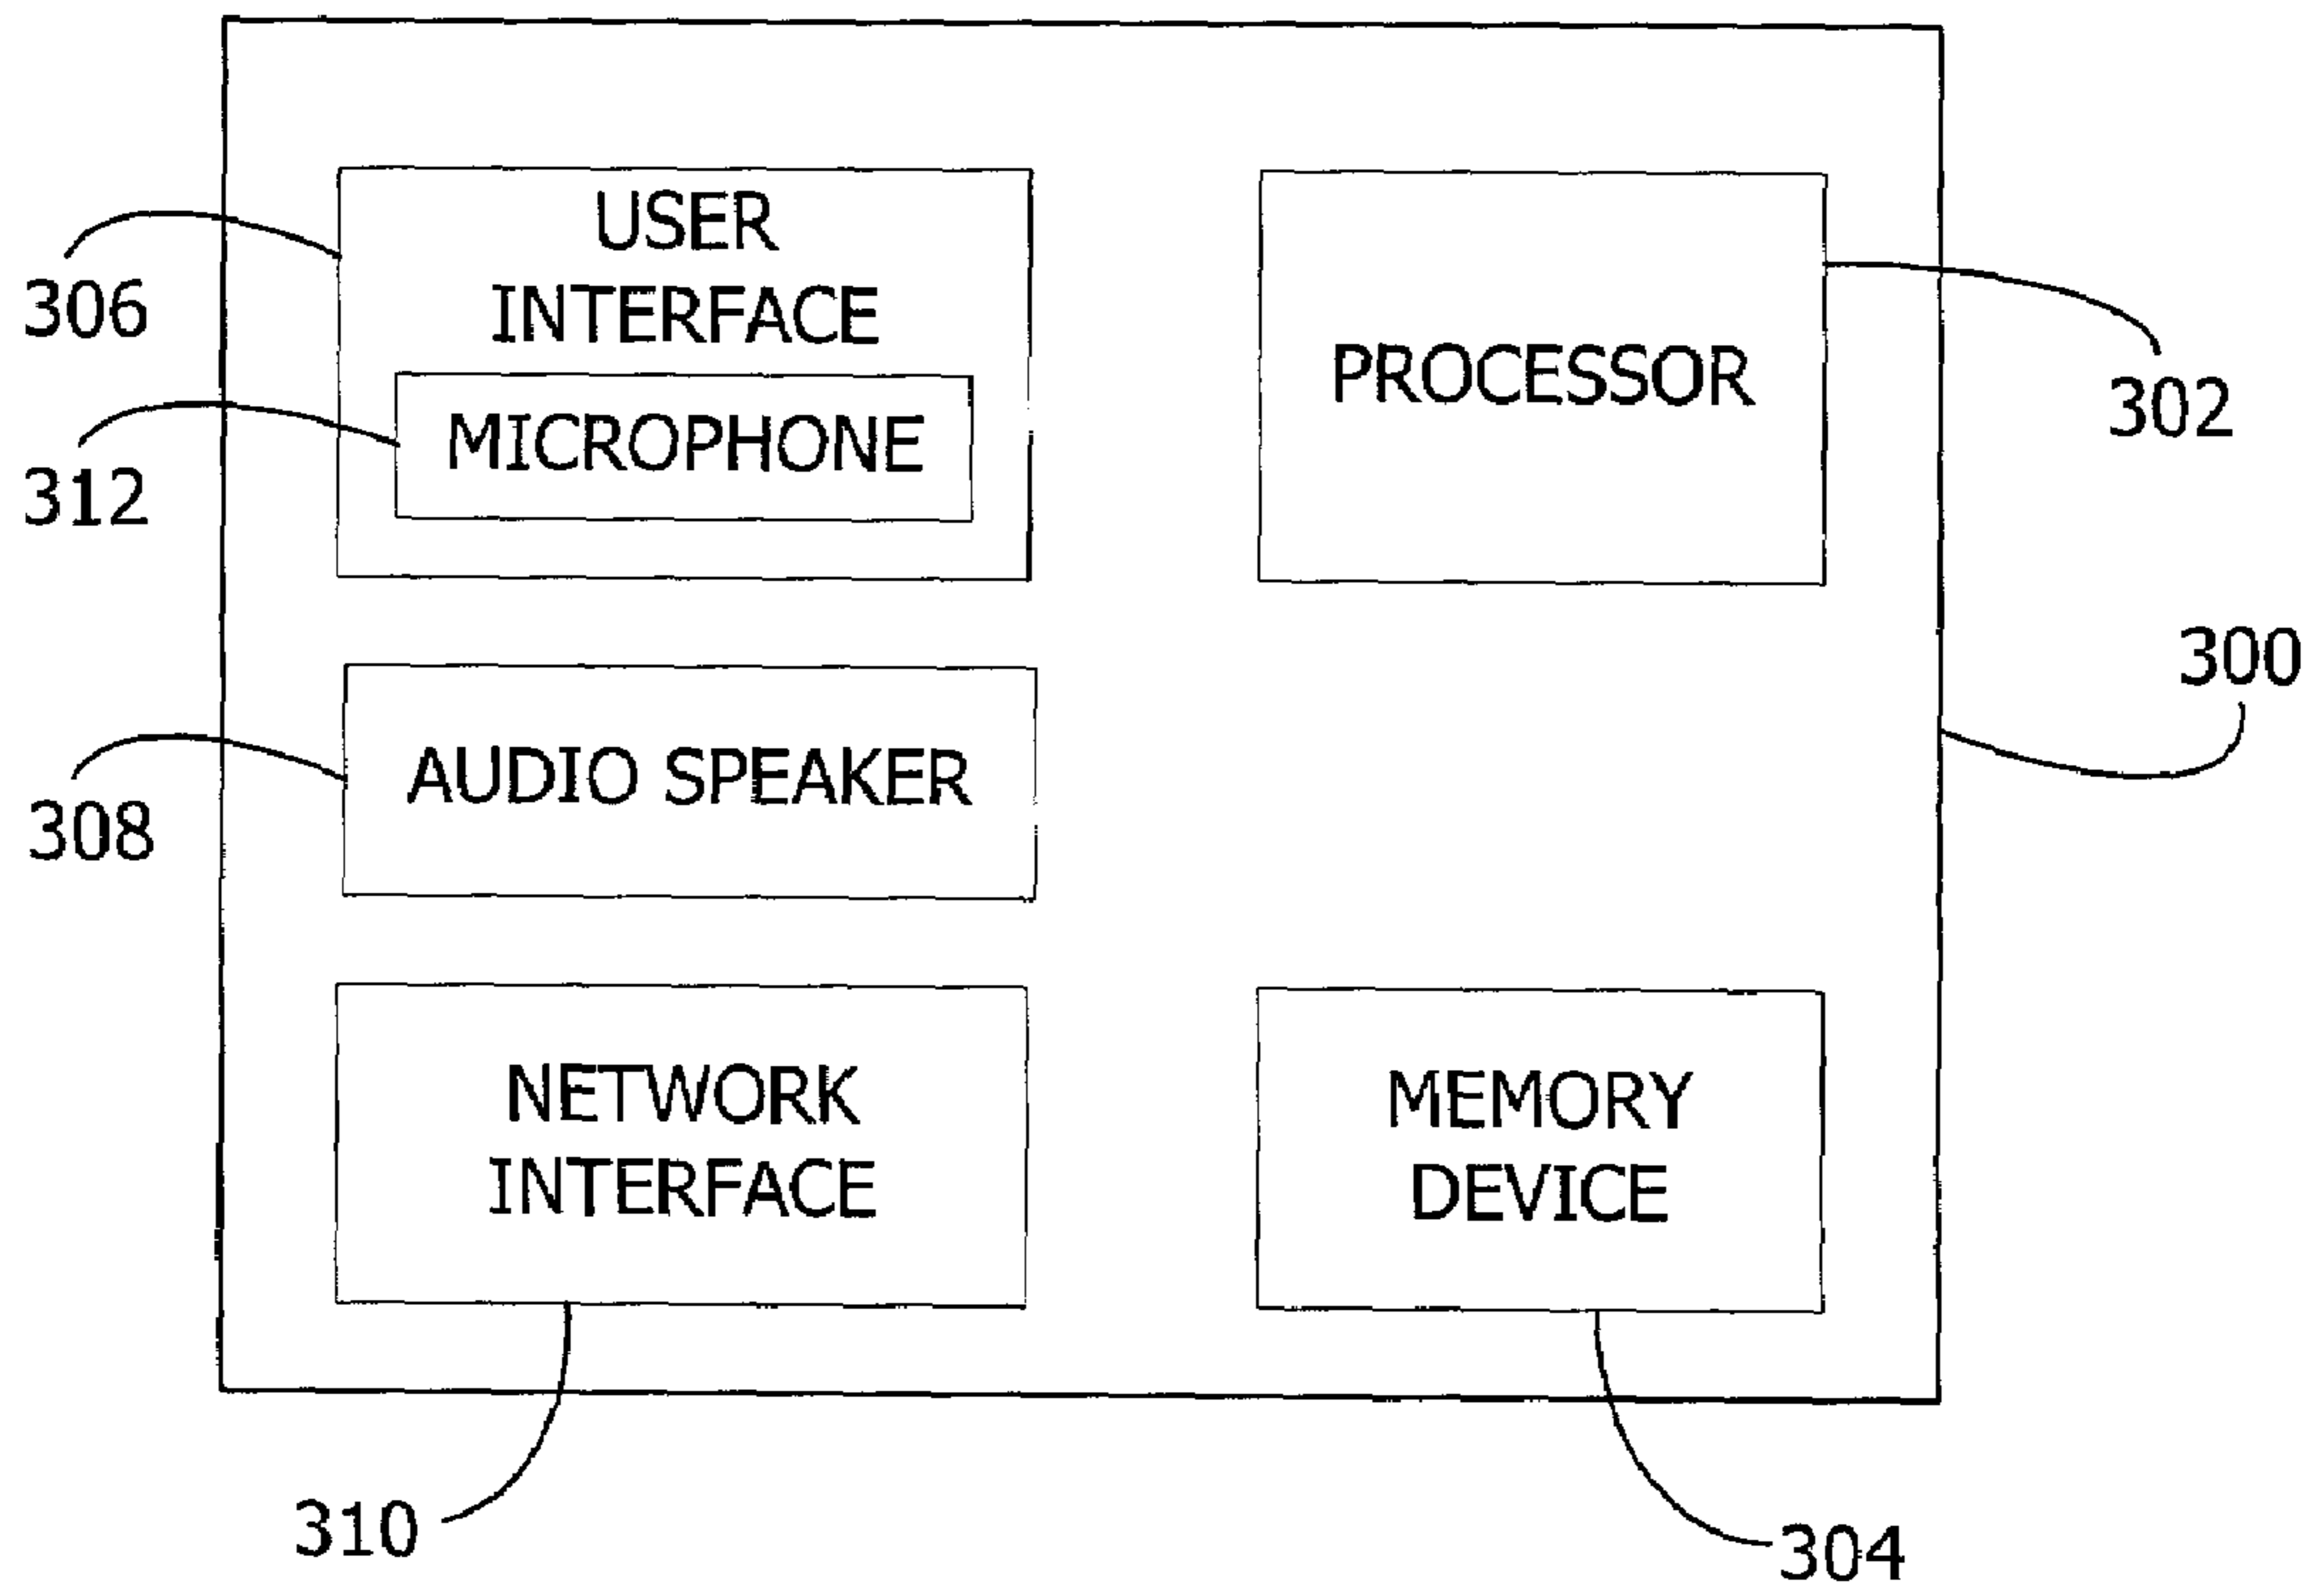 USER
INTERFACE
306
MICROPHONE
312
PROCESSOR
302
300
AUDIO SPEAKER
308
NETWORK
INTERFACE
MEMORY
DEVICE
310
304